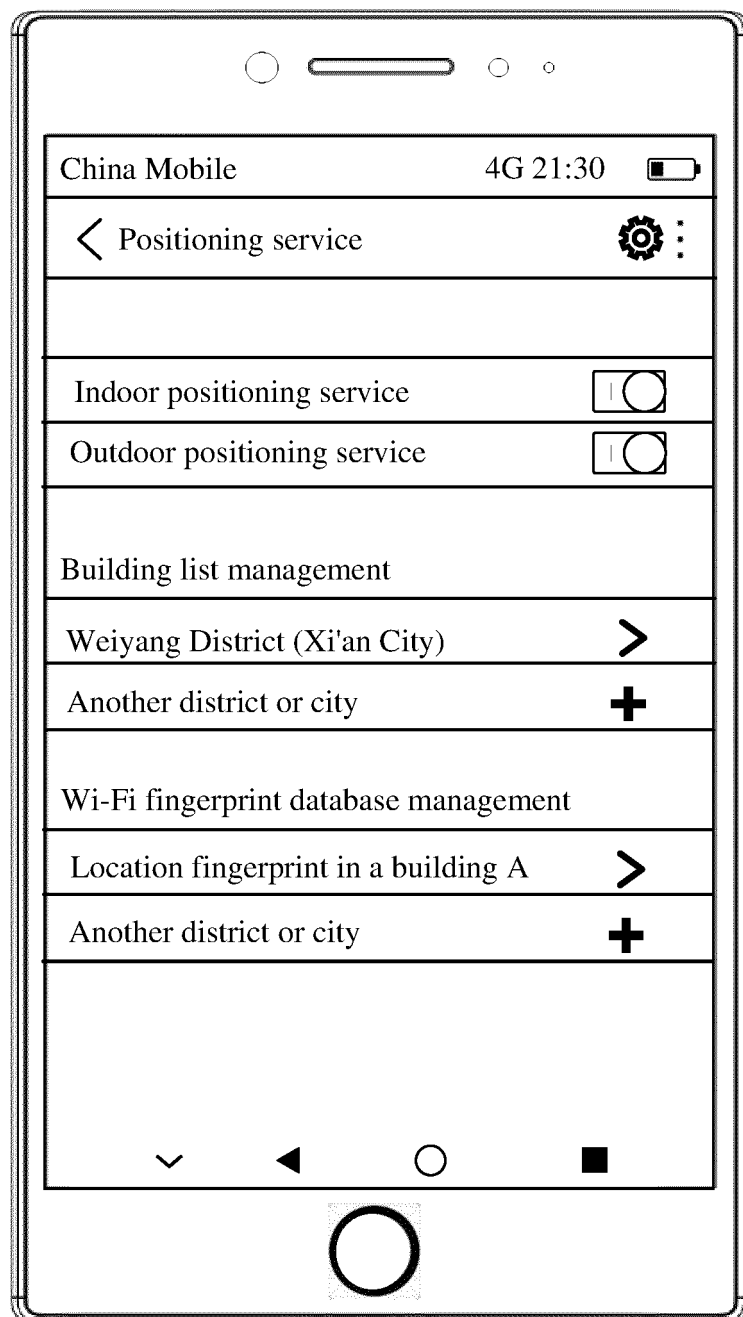 China Mobile 4G 21:30
Positioning service
Indoor positioning service
Outdoor positioning service
Building list management
Weiyang District (Xi'an City)
Another district or city
Wi-Fi fingerprint database management
Location fingerprint in a building A
Another district or city